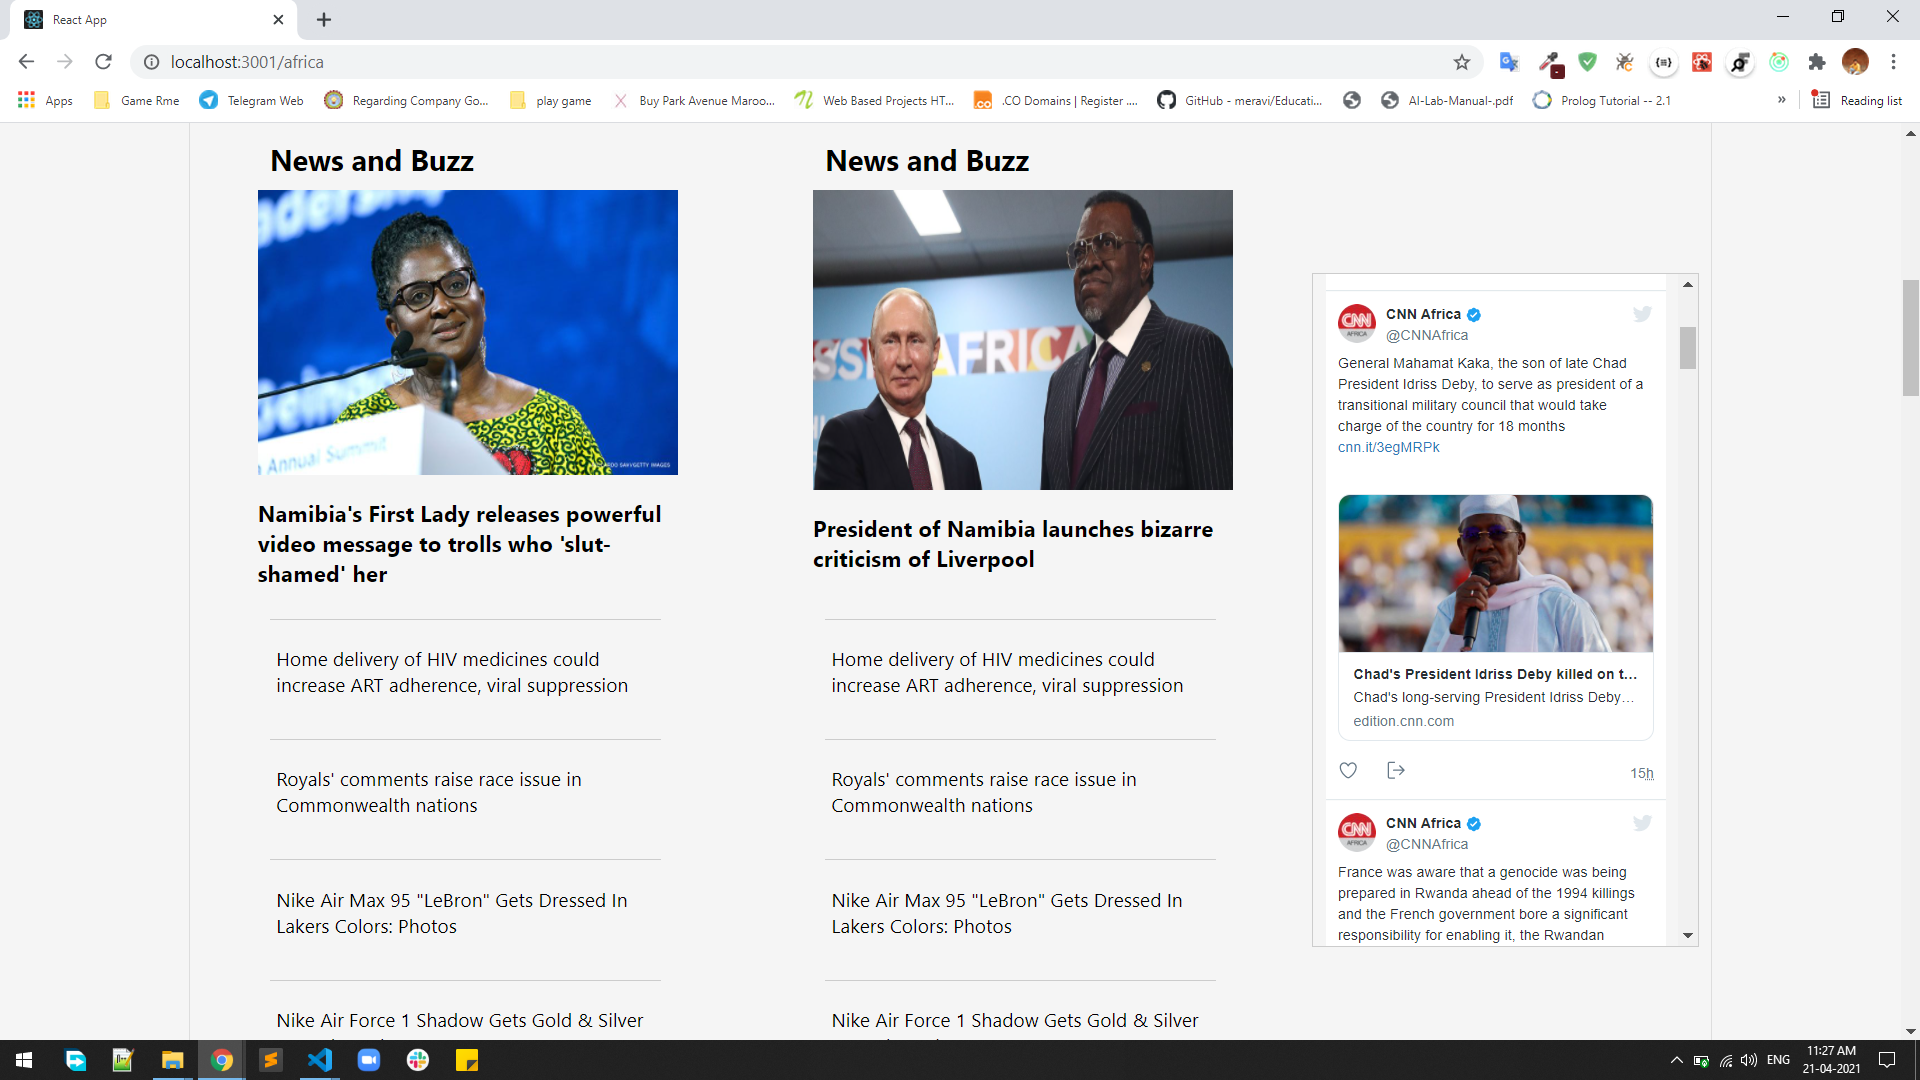 React App
localhost:3001/africa
Apps
Game Rme
Telegram Web
Regarding Company Go...
play game
Buy Park Avenue Maroo...
Web Based Projects HT...
.CO Domains | Register ....
GitHub - meravi/Educati...
AI-Lab-Manual-.pdf
Prolog Tutorial -- 2.1
»
Reading list
News and Buzz
Annual Summit
Namibia's First Lady releases powerful
video message to trolls who 'slut-
shamed' her
Home delivery of HIV medicines could
increase ART adherence, viral suppression
Royals' comments raise race issue in
Commonwealth nations
Nike Air Max 95 "LeBron" Gets Dressed In
Lakers Colors: Photos
Nike Air Force 1 Shadow Gets Gold & Silver
News and Buzz
AFRICA
President of Namibia launches bizarre
criticism of Liverpool
Home delivery of HIV medicines could
increase ART adherence, viral suppression
Royals' comments raise race issue in
Commonwealth nations
Nike Air Max 95 "LeBron" Gets Dressed In
Lakers Colors: Photos
Nike Air Force 1 Shadow Gets Gold & Silver
CNN
AFRICA
CNN Africa
@CNNAfrica
General Mahamat Kaka, the son of late Chad
President Idriss Deby, to serve as president of a
transitional military council that would take
charge of the country for 18 months
cnn.it/3egMRPk
Chad's President Idriss Deby killed on t...
Chad's long-serving President Idriss Deby…
edition.cnn.com
15h
CNN
AFRICA
CNN Africa
@CNNAfrica
France was aware that a genocide was being
prepared in Rwanda ahead of the 1994 killings
and the French government bore a significant
responsibility for enabling it, the Rwandan
ENG
11:27 AM
21-04-2021